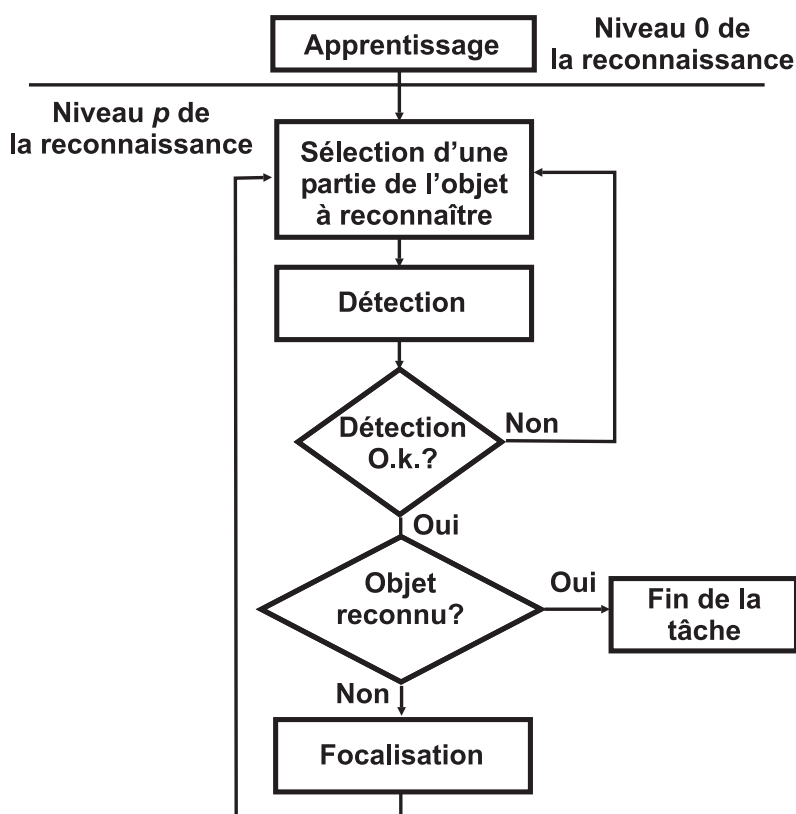 Apprentissage
Niveau 0 de
la reconnaissance
Niveau p de
la reconnaissance
Sélection d’une
partie de l’objet
à reconnaître
Détection
Détection
O.k.?
Non
Oui
Objet
reconnu?
Oui
Fin de la
tâche
Non
Focalisation